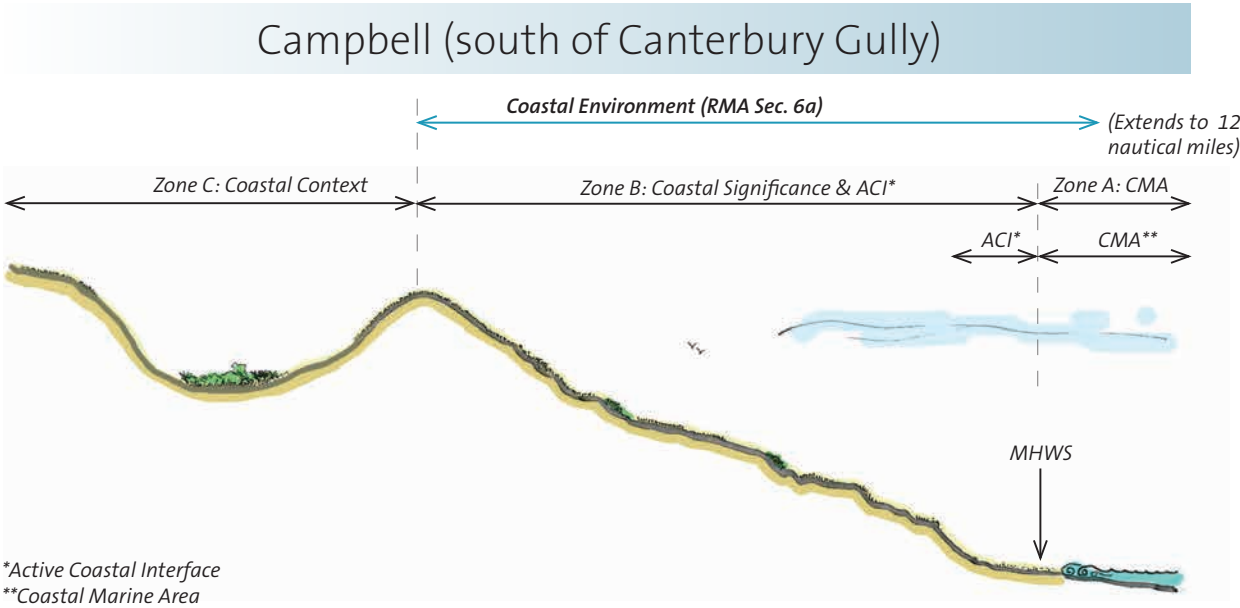 Campbell (south of Canterbury Gully)
Coastal Environment (RMA Sec. 6a)
(Extends to 12
nautical miles)
Zone C: Coastal Context
Zone B: Coastal Significance & ACI*
Zone A: CMA
ACI*
CMA**
MHWS
*Active Coastal Interface
**Coastal Marine Area